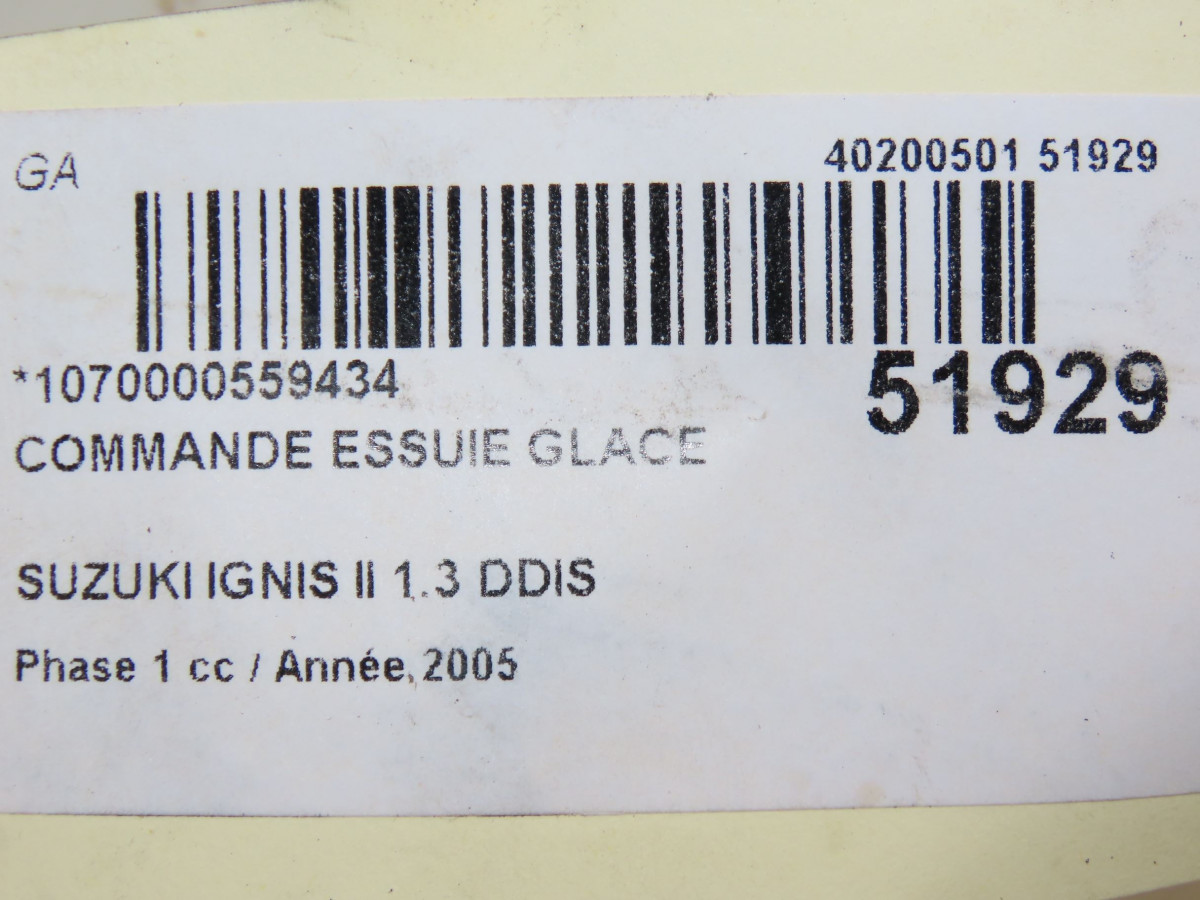 GA
40200501 51929
*1070000559434
51929
COMMANDE ESSUIE GLACE
SUZUKI IGNIS II 1.3 DDIS
Phase 1 cc / Année, 2005